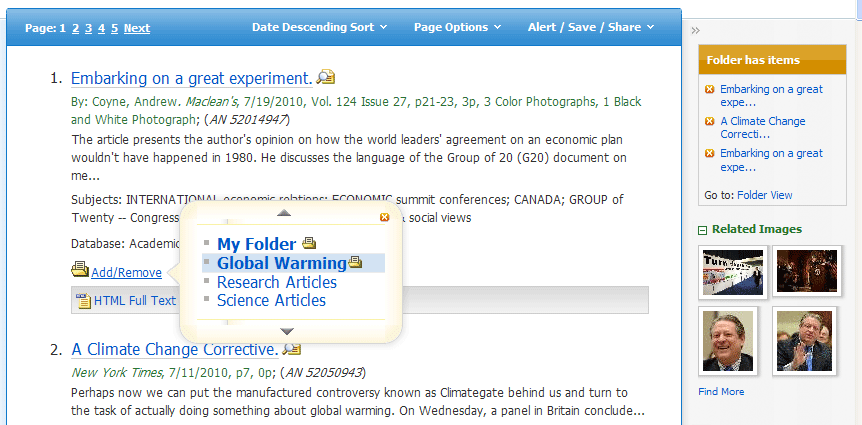 Page: 1 2 3 4 5 Next
Date Descending Sort
Page Options
Alert / Save / Share
1. Embarking on a great experiment.
By: Coyne, Andrew. Maclean's, 7/19/2010, Vol. 124 Issue 27, p21-23, 3p, 3 Color Photographs, 1 Black
and White Photograph; (AN 52014947)
The article presents the author's opinion on how the world leaders' agreement on an economic plan
wouldn't have happened in 1980. He discusses the language of the Group of 20 (G20) document on
me...
Subjects: INTERNATIONAL economic relations; ECONOMIC summit conferences; CANADA; GROUP of
Twenty -- Congress & social views
Database: Academic
Add/Remove
HTML Full Text
My Folder
Global Warming
Research Articles
Science Articles
2. A Climate Change Corrective.
New York Times, 7/11/2010, p7, 0p; (AN 52050943)
Perhaps now we can put the manufactured controversy known as Climategate behind us and turn to
the task of actually doing something about global warming. On Wednesday, a panel in Britain conclude...
»
Folder has items
Embarking on a great
expe...
A Climate Change
Correcti...
Embarking on a great
expe...
Go to: Folder View
Related Images
Turn
Find More